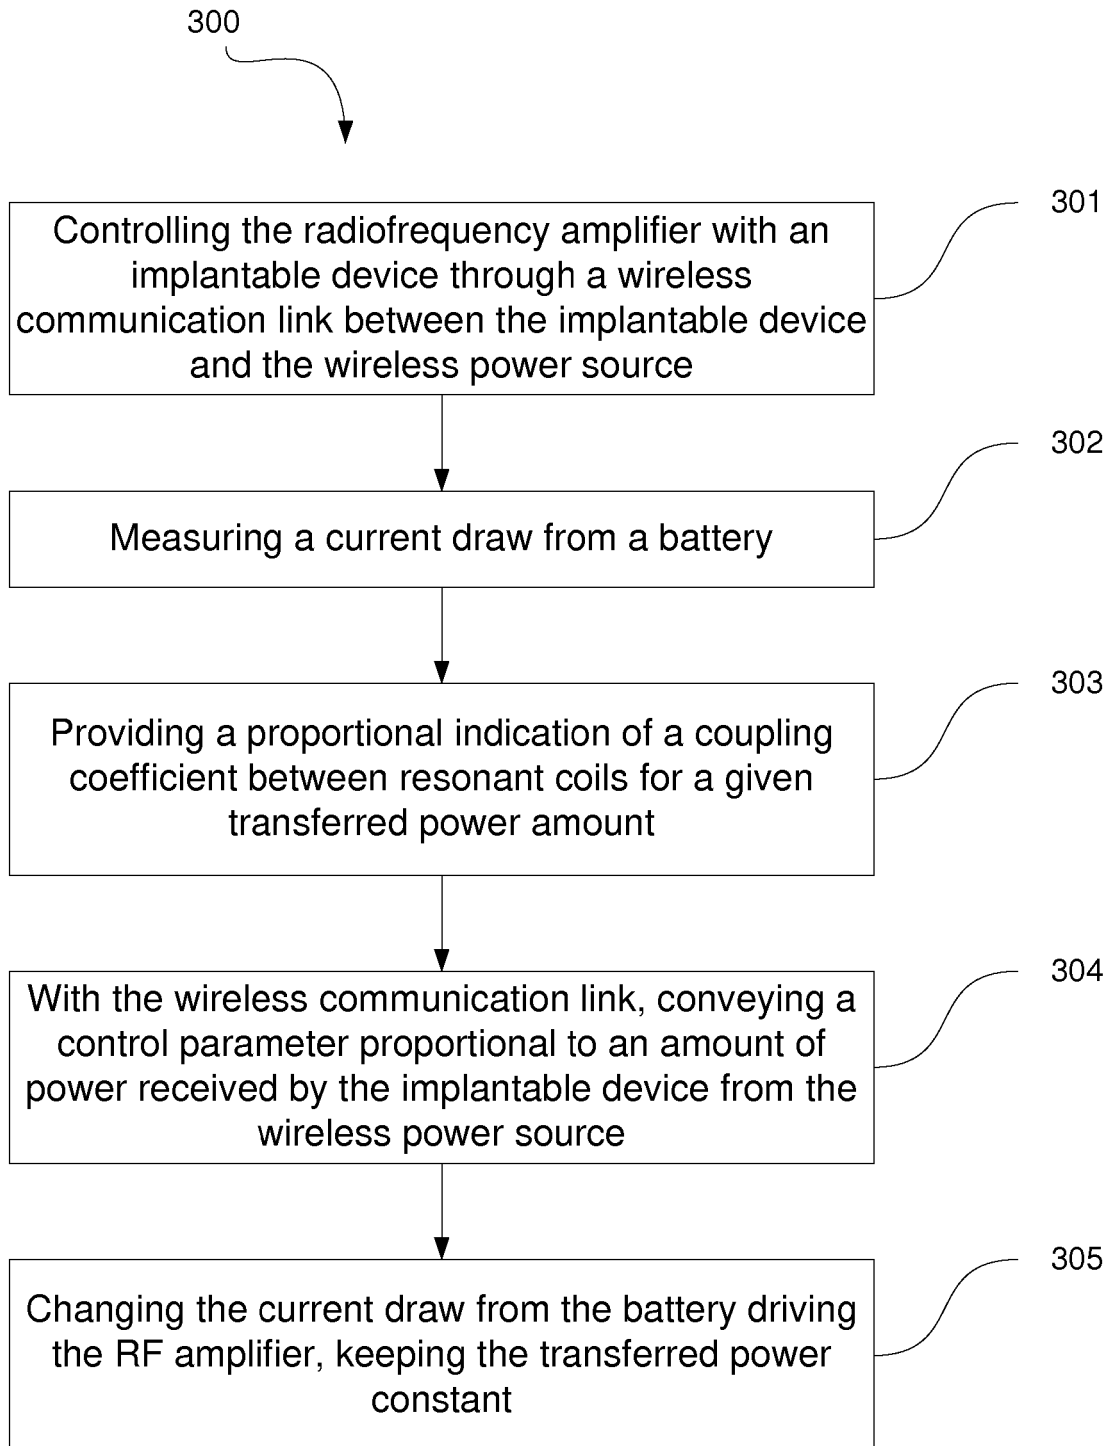 300
Controlling the radiofrequency amplifier with an
implantable device through a wireless
communication link between the implantable device
and the wireless power source
301
Measuring a current draw from a battery
302
Providing a proportional indication of a coupling
coefficient between resonant coils for a given
transferred power amount
303
With the wireless communication link, conveying a
control parameter proportional to an amount of
power received by the implantable device from the
wireless power source
304
Changing the current draw from the battery driving
the RF amplifier, keeping the transferred power
constant
305